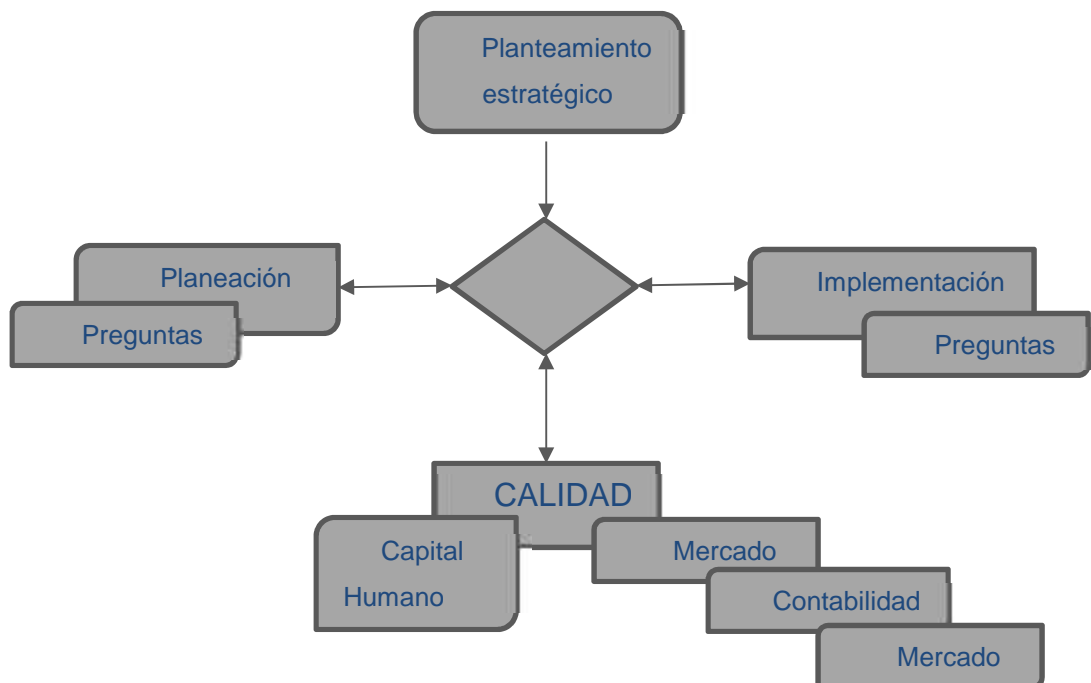 Planteamiento
estratégico
Planeación
Preguntas
Implementación
Preguntas
CALIDAD
Capital
Humano
Mercado
Contabilidad
Mercado